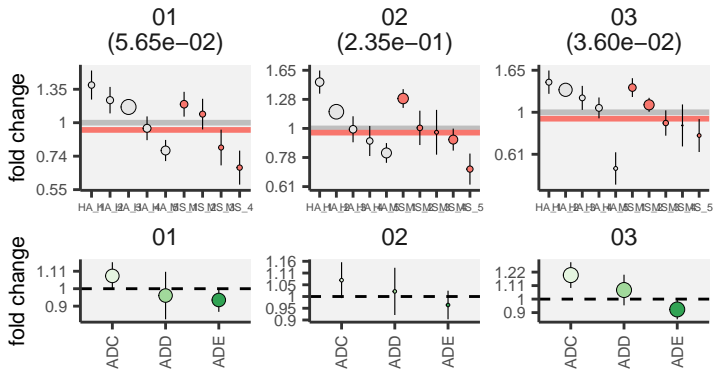 01
(5.65e−02)
02
(2.35e−01)
03
(3.60e−02)
fold change
1.35
1
0.74
0.55
1.65
1.28
1
0.78
0.61
1.65
1
0.61
01
02
03
fold change
1.11
1
0.9
1.16
1.11
1.05
1
0.95
0.9
1.22
1.11
1
0.9
ADC
ADD
ADE
ADC
ADD
ADE
ADC
ADD
ADE